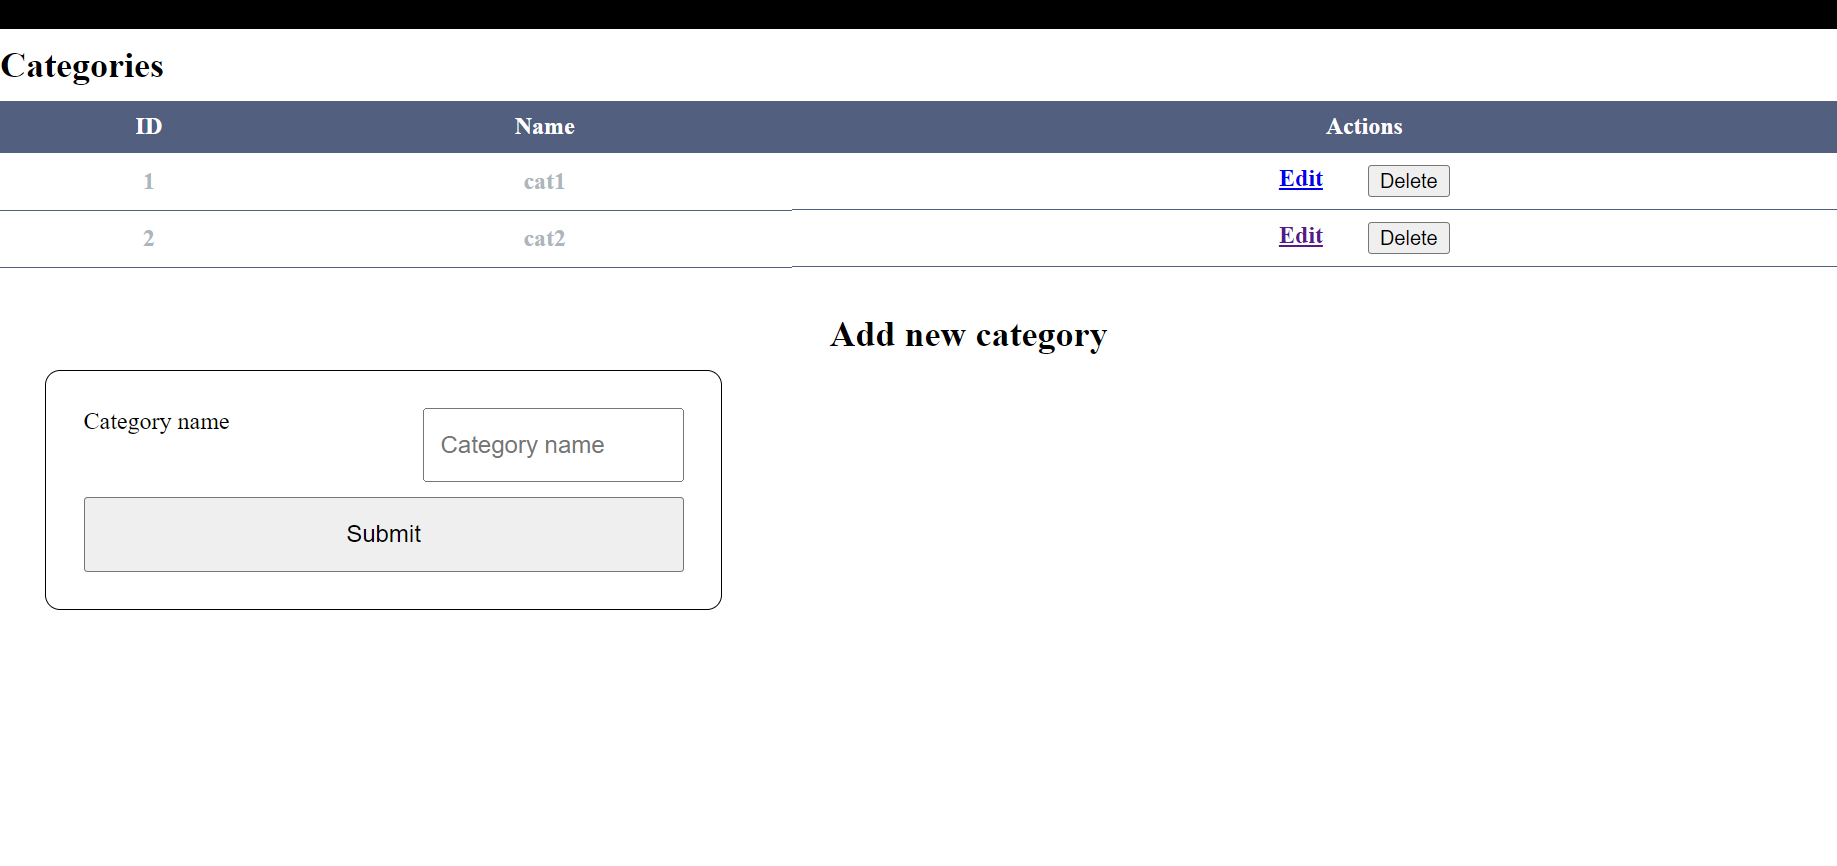 Categories
ID Name Actions
1 cat1 Edit Delete
2 cat2 Edit Delete
Add new category
Category name Category name
Submit